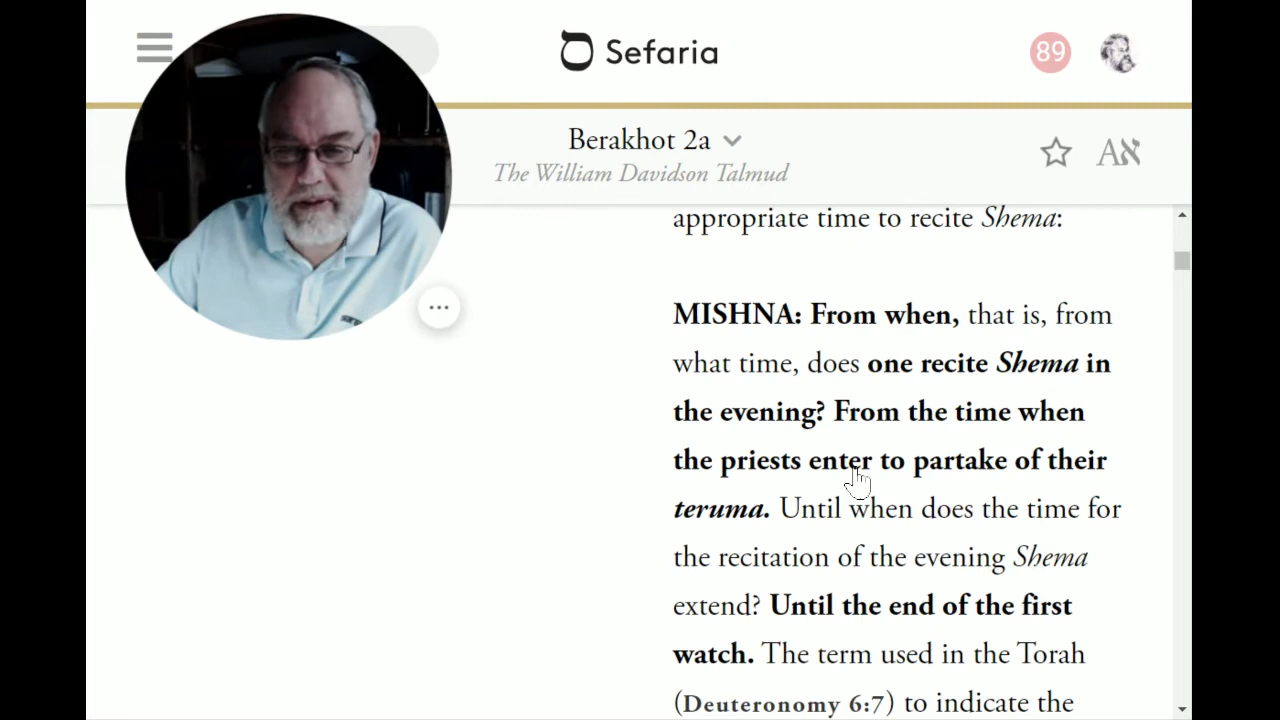 Sefaria
89
Berakhot 2a
The William Davidson Talmud
Aא
appropriate time to recite Shema:
MISHNA: From when, that is, from
what time, does one recite Shema in
the evening? From the time when
the priests enter to partake of their
teruma. Until when does the time for
the recitation of the evening Shema
extend? Until the end of the first
watch. The term used in the Torah
(Deuteronomy 6:7) to indicate the